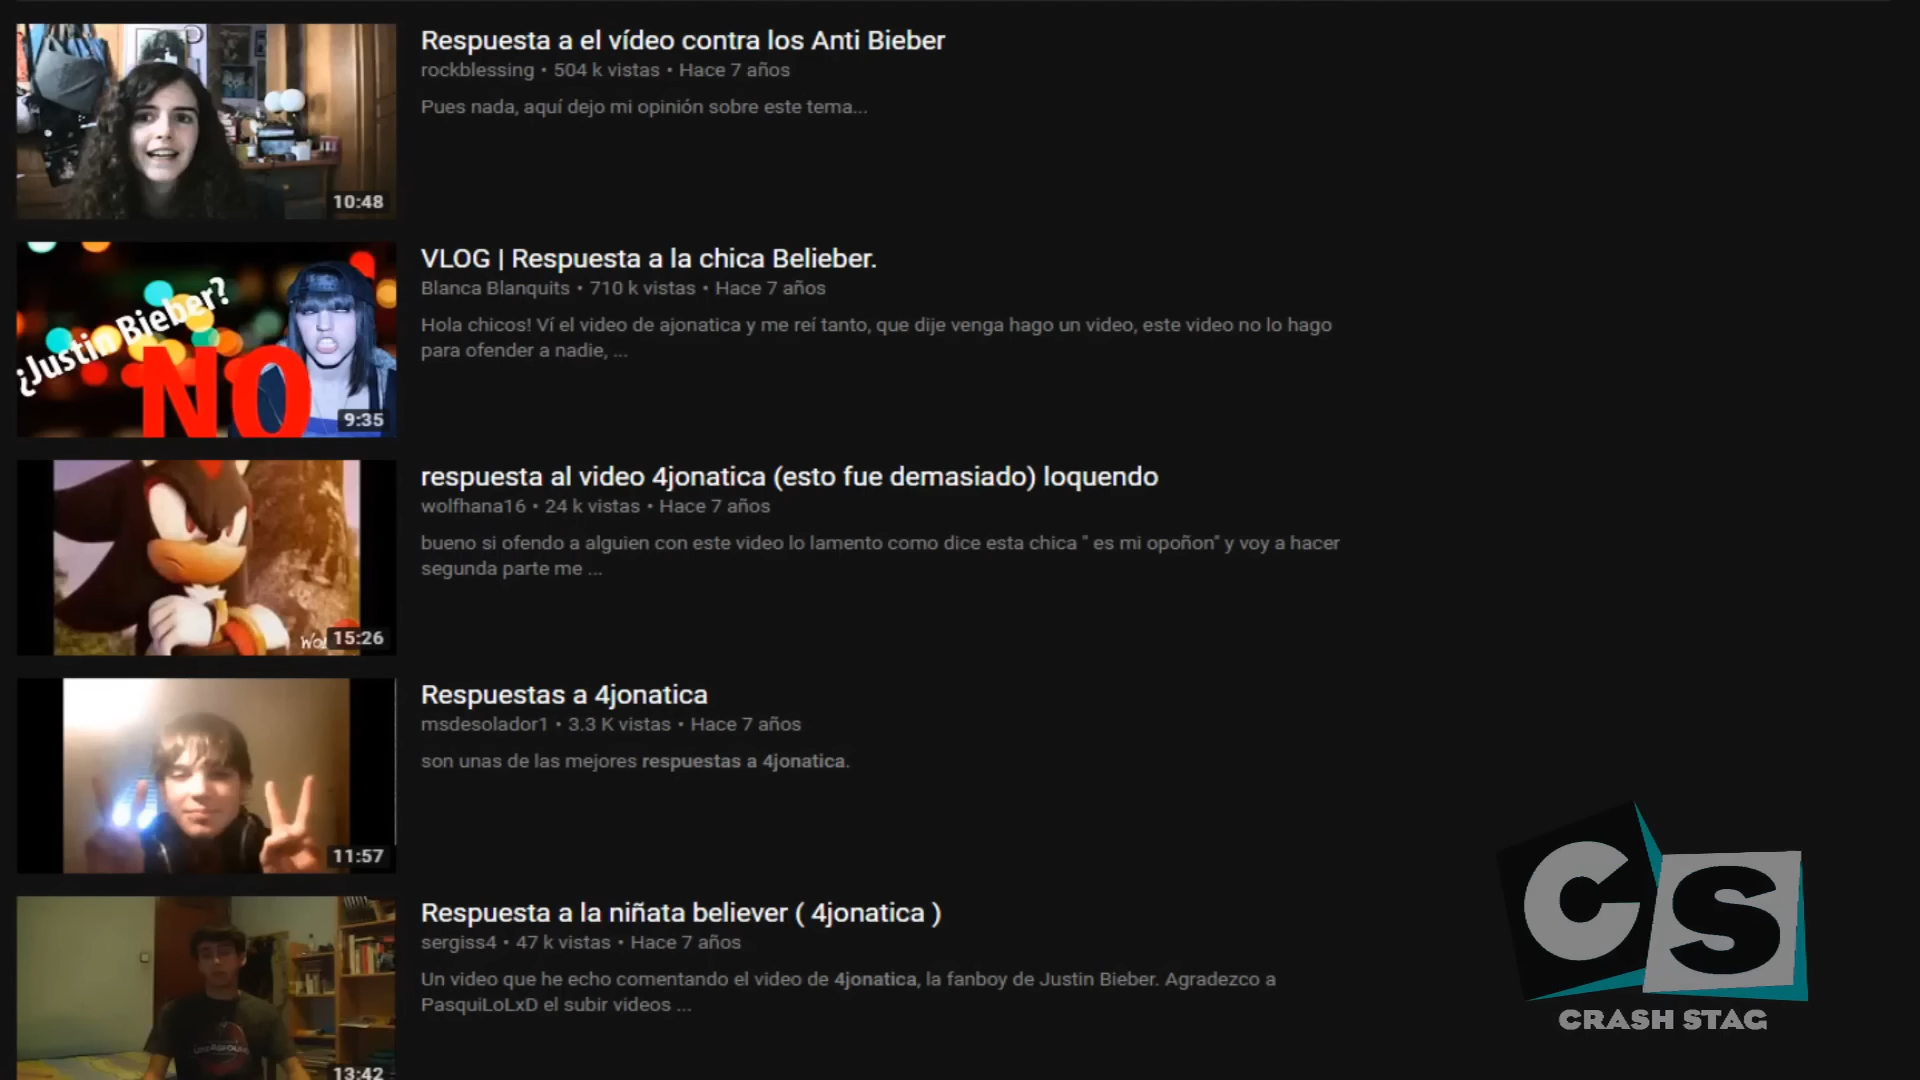 Respuesta a el vídeo contra los Anti Bieber
rockblessing • 504 k vistas • Hace 7 años
Pues nada, aquí dejo mi opinión sobre este tema...
10:48
VLOG | Respuesta a la chica Belieber.
Blanca Blanquits • 710 k vistas • Hace 7 años
Hola chicos! Ví el video de ajonatica y me reí tanto, que dije venga hago un video, este video no lo hago
para ofender a nadie, ...
¿Justin Bieber?
NO
9:35
respuesta al video 4jonatica (esto fue demasiado) loquendo
wolfhana16 • 24 k vistas • Hace 7 años
bueno si ofendo a alguien con este video lo lamento como dice esta chica " es mi opoñon" y voy a hacer
segunda parte me ...
15:26
Respuestas a 4jonatica
msdesolador1 • 3.3 K vistas • Hace 7 años
son unas de las mejores respuestas a 4jonatica.
11:57
Respuesta a la niñata believer ( 4jonatica )
sergiss4 • 47 k vistas • Hace 7 años
Un video que he echo comentando el video de 4jonatica, la fanboy de Justin Bieber. Agradezco a
PasquiLoLxD el subir videos ...
13:42
CS
CRASH STAG